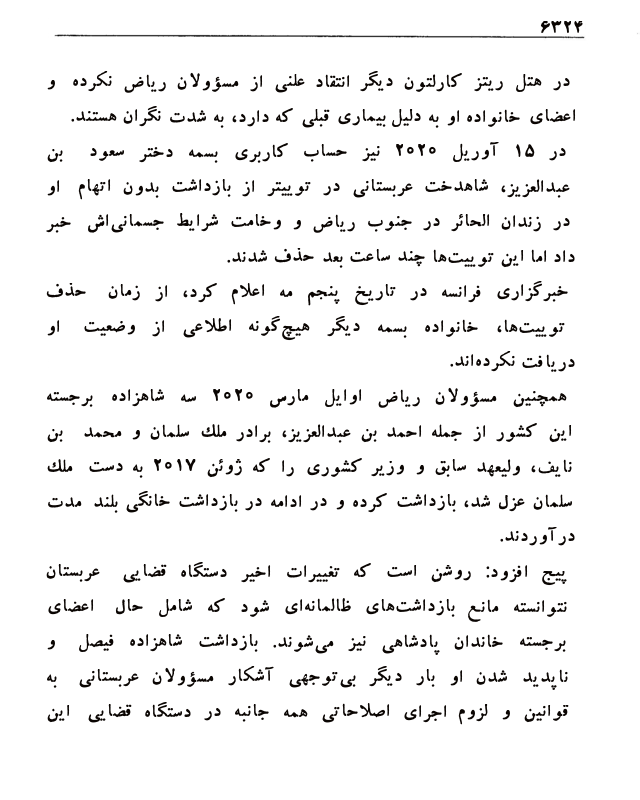 ۶۳۲۴
در هتل ریتز کارلتون دیگر انتقاد علنی از مسؤولان ریاض نکرده و
اعضای خانواده او به دلیل بیماری قبلی که دارد، به شدت نگران هستند.
در ۱۵ آوریل ۲۰۲۰ نیز حساب کاربری بسمه دختر سعود بن
عبدالعزیز، شاهدخت عربستانی در توییتر از بازداشت بدون اتهام او
در زندان الحائر در جنوب ریاض و وخامت شرایط جسمانی‌اش خبر
داد اما این توییت‌ها چند ساعت بعد حذف شدند.
خبرگزاری فرانسه در تاریخ پنجم مه اعلام کرد، از زمان حذف
توییت‌ها، خانواده بسمه دیگر هیچ‌گونه اطلاعی از وضعیت او
دریافت نکرده‌اند.
همچنین مسؤولان ریاض اوایل مارس ۲۰۲۰ سه شاهزاده برجسته
این کشور از جمله احمد بن عبدالعزیز، برادر ملك سلمان و محمد بن
نایف، ولیعهد سابق و وزیر کشوری را که ژوئن ۲۰۱۷ به دست ملك
سلمان عزل شد، بازداشت کرده و در ادامه در بازداشت خانگی بلند مدت
درآوردند.
پیج افزود: روشن است که تغییرات اخیر دستگاه قضایی عربستان
نتوانسته مانع بازداشت‌های ظالمانه‌ای شود که شامل حال اعضای
برجسته خاندان پادشاهی نیز می‌شوند. بازداشت شاهزاده فیصل و
ناپدید شدن او بار دیگر بی‌توجهی آشکار مسؤولان عربستانی به
قوانین و لزوم اجرای اصلاحاتی همه جانبه در دستگاه قضایی این